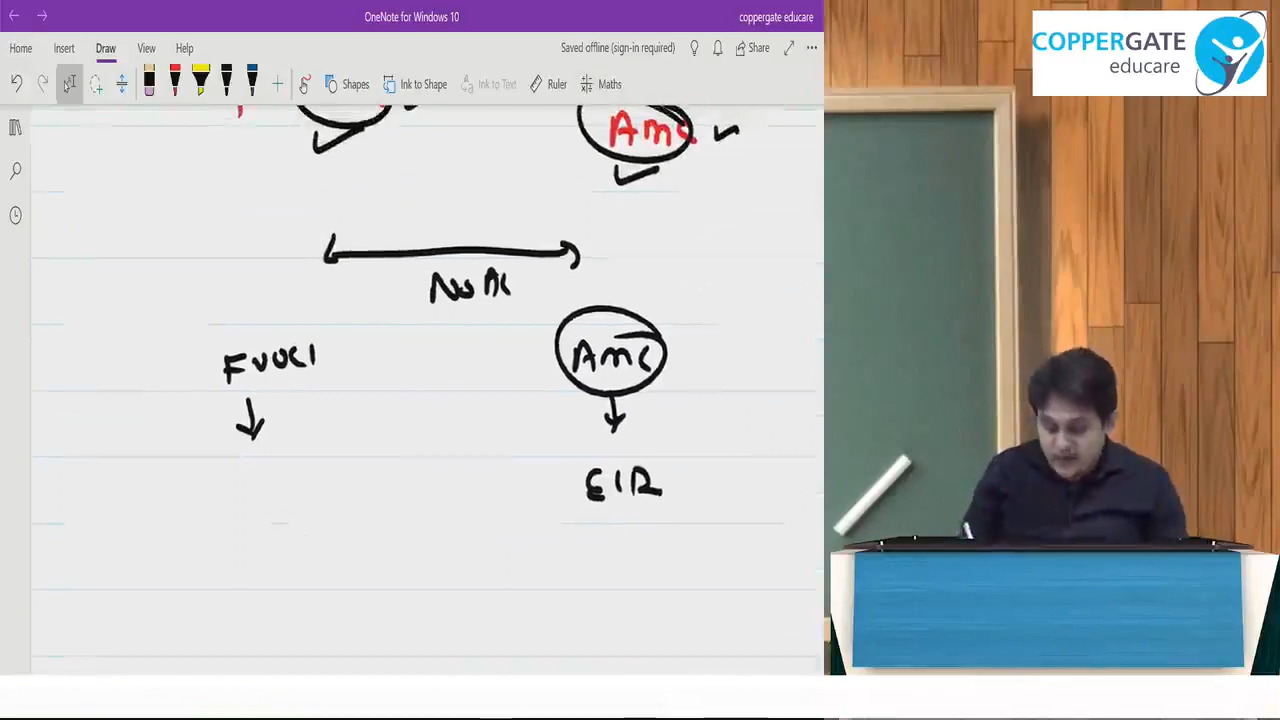 OneNote for Windows 10
coppergate educare
Home Insert Draw View Help
Saved offline (sign-in required)
Share
Shapes
Ink to Shape
Ink to Text
Ruler
Maths
COPPERGATE
educare
Amc
FVOCI
Amc
EIR